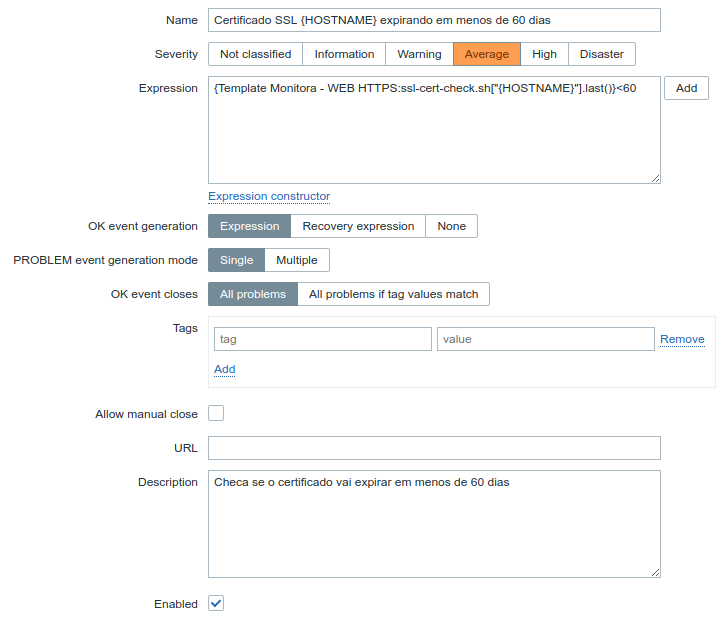 Name Certificado SSL {HOSTNAME} expirando em menos de 60 dias
Severity Not classified Information Warning Average High Disaster
Expression {Template Monitora - WEB HTTPS:ssl-cert-check.sh["{HOSTNAME}"].last()}<60 Add
Expression constructor
OK event generation Expression Recovery expression None
PROBLEM event generation mode Single Multiple
OK event closes All problems All problems if tag values match
Tags tag value Remove
Add
Allow manual close
URL
Description Checa se o certificado vai expirar em menos de 60 dias
Enabled